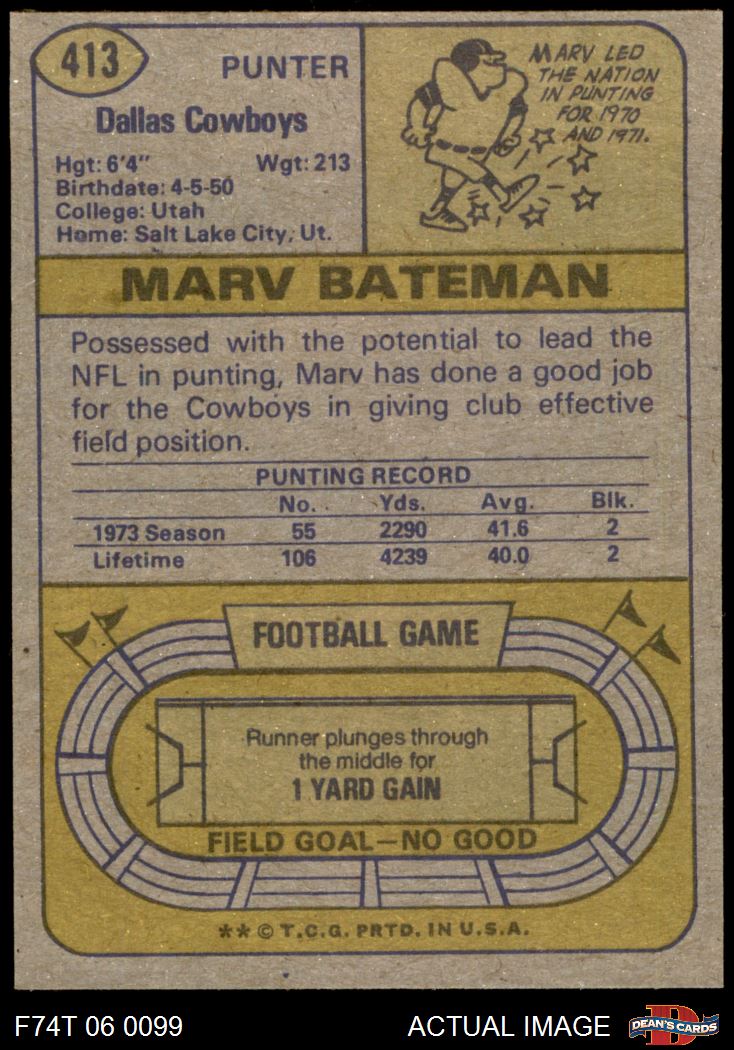 413
PUNTER
Dallas Cowboys
Hgt: 6'4" Wgt: 213
Birthdate: 4-5-50
College: Utah
Home: Salt Lake City, Ut.
MARV LED
THE NATION
IN PUNTING
FOR 1970
AND 1971.
MARV BATEMAN
Possessed with the potential to lead the
NFL in punting, Marv has done a good job
for the Cowboys in giving club effective
field position.
PUNTING RECORD
No. Yds. Avg. Blk.
1973 Season 55 2290 41.6 2
Lifetime 106 4239 40.0 2
FOOTBALL GAME
Runner plunges through
the middle for
1 YARD GAIN
FIELD GOAL—NO GOOD
** © T.C.G. PRTD. IN U.S.A.
F74T 06 0099 ACTUAL IMAGE
D
DEAN'S CARDS